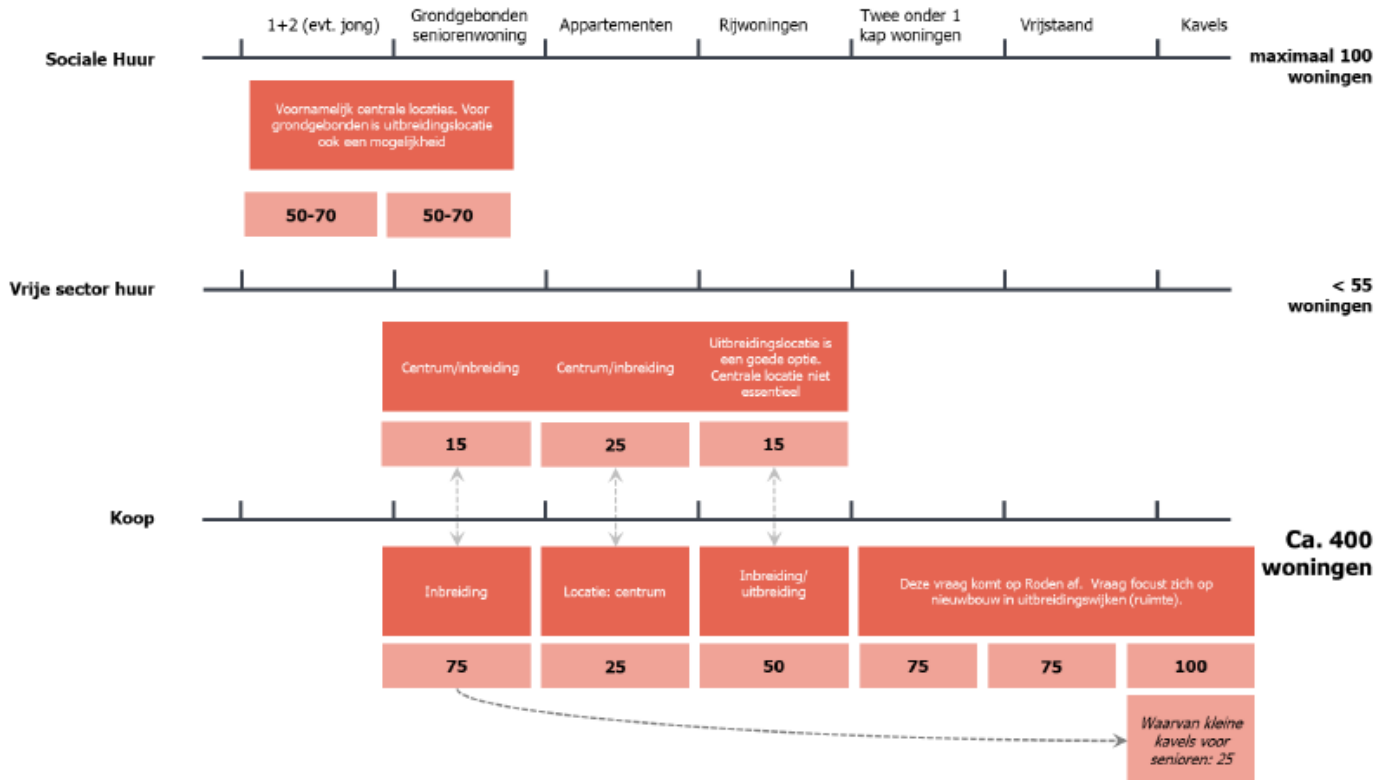 1+2 (evt. jong)
Grondgebonden
seniorenwoning
Appartementen
Rijwoningen
Twee onder 1
kap woningen
Vrijstaand
Kavels
Sociale Huur
maximaal 100
woningen
Voornamelijk centrale locaties. Voor
grondgebonden is uitbreidingslocatie
ook een mogelijkheid
50-70
50-70
Vrije sector huur
< 55
woningen
Centrum/inbreiding
Centrum/inbreiding
Uitbreidingslocatie is
een goede optie.
Centrale locatie niet
essentieel
15
25
15
Koop
Ca. 400
woningen
Inbreiding
Locatie: centrum
Inbreiding/
uitbreiding
Deze vraag komt op Roden af. Vraag focust zich op
nieuwbouw in uitbreidingswijken (ruimte).
75
25
50
75
75
100
Waarvan kleine
kavels voor
senioren: 25